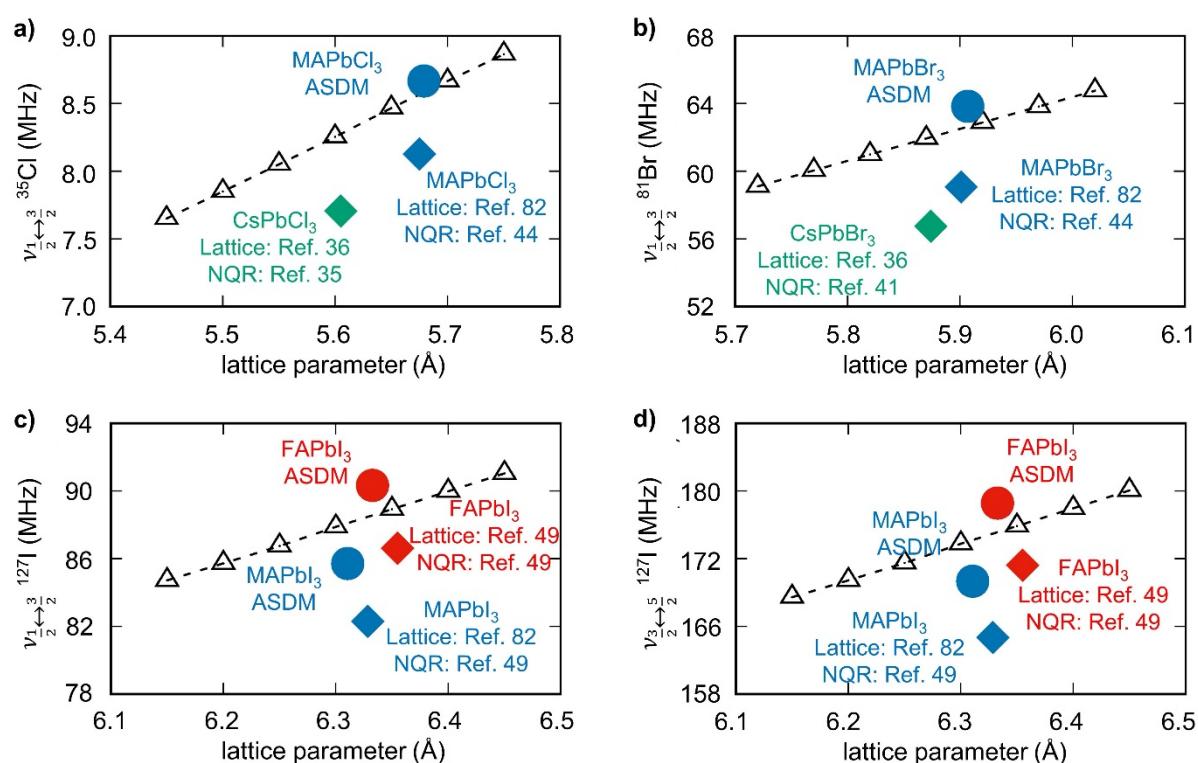 a)
9.0
8.5
8.0
7.5
7.0
ν1/2↔3/2 ³⁵Cl (MHz)
MAPbCl₃
ASDM
MAPbCl₃
Lattice: Ref. 82
NQR: Ref. 44
CsPbCl₃
Lattice: Ref. 36
NQR: Ref. 35
5.4 5.5 5.6 5.7 5.8
lattice parameter (Å)
b)
68
64
60
56
52
ν1/2↔3/2 ⁸¹Br (MHz)
MAPbBr₃
ASDM
MAPbBr₃
Lattice: Ref. 82
NQR: Ref. 44
CsPbBr₃
Lattice: Ref. 36
NQR: Ref. 41
5.7 5.8 5.9 6.0 6.1
lattice parameter (Å)
c)
94
90
86
82
78
ν1/2↔3/2 ¹²⁷I (MHz)
FAPbI₃
ASDM
FAPbI₃
Lattice: Ref. 49
NQR: Ref. 49
MAPbI₃
ASDM
MAPbI₃
Lattice: Ref. 82
NQR: Ref. 49
6.1 6.2 6.3 6.4 6.5
lattice parameter (Å)
d)
188
180
172
166
158
ν3/2↔5/2 ¹²⁷I (MHz)
FAPbI₃
ASDM
MAPbI₃
ASDM
FAPbI₃
Lattice: Ref. 49
NQR: Ref. 49
MAPbI₃
Lattice: Ref. 82
NQR: Ref. 49
6.1 6.2 6.3 6.4 6.5
lattice parameter (Å)